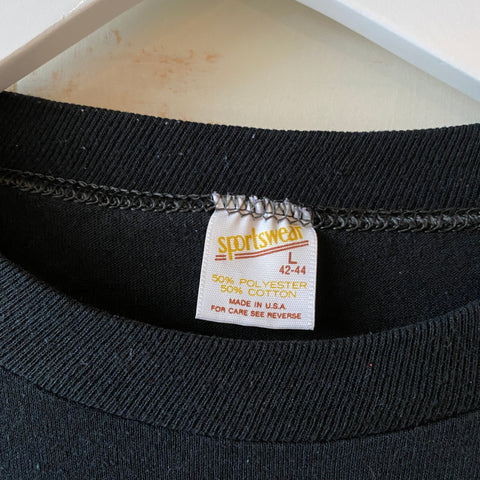 sportswear
L
42-44
50% POLYESTER
50% COTTON
MADE IN U.S.A.
FOR CARE SEE REVERSE